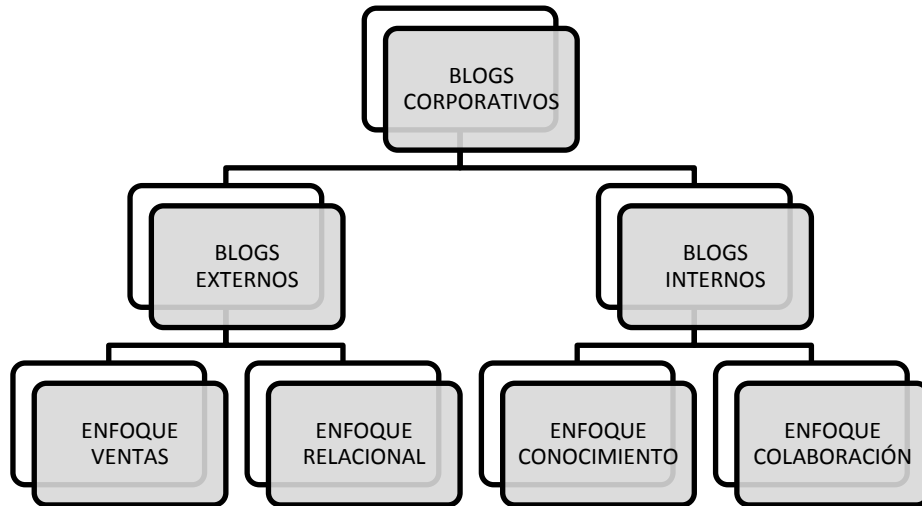 BLOGS
CORPORATIVOS
BLOGS
EXTERNOS
BLOGS
INTERNOS
ENFOQUE
VENTAS
ENFOQUE
RELACIONAL
ENFOQUE
CONOCIMIENTO
ENFOQUE
COLABORACIÓN